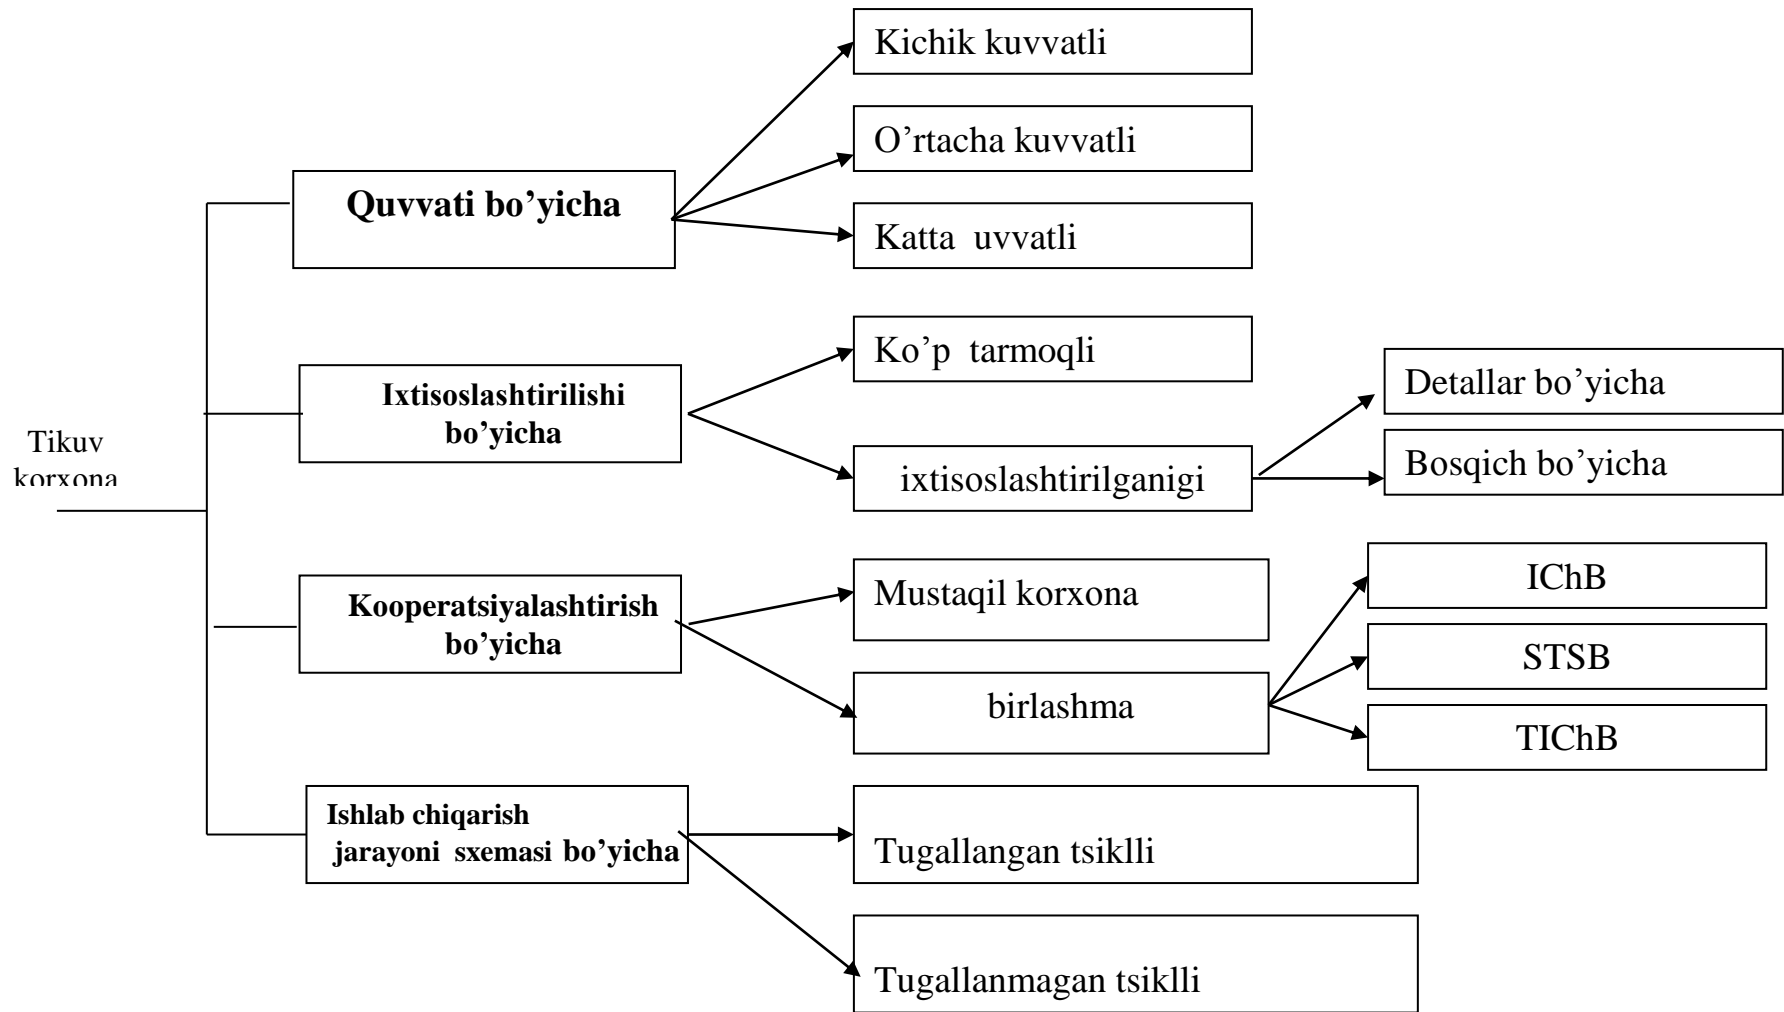 Kichik kuvvatli
O’rtacha kuvvatli
Quvvati bo’yicha
Katta uvvatli
Ko’p tarmoqli
Ixtisoslashtirilishi
bo’yicha
Detallar bo’yicha
Tikuv
korxona
ixtisoslashtirilganigi
Bosqich bo’yicha
IChB
Mustaqil korxona
Kooperatsiyalashtirish
bo’yicha
STSB
birlashma
TIChB
Ishlab chiqarish
jarayoni sxemasi bo’yicha
Tugallangan tsiklli
Tugallanmagan tsiklli